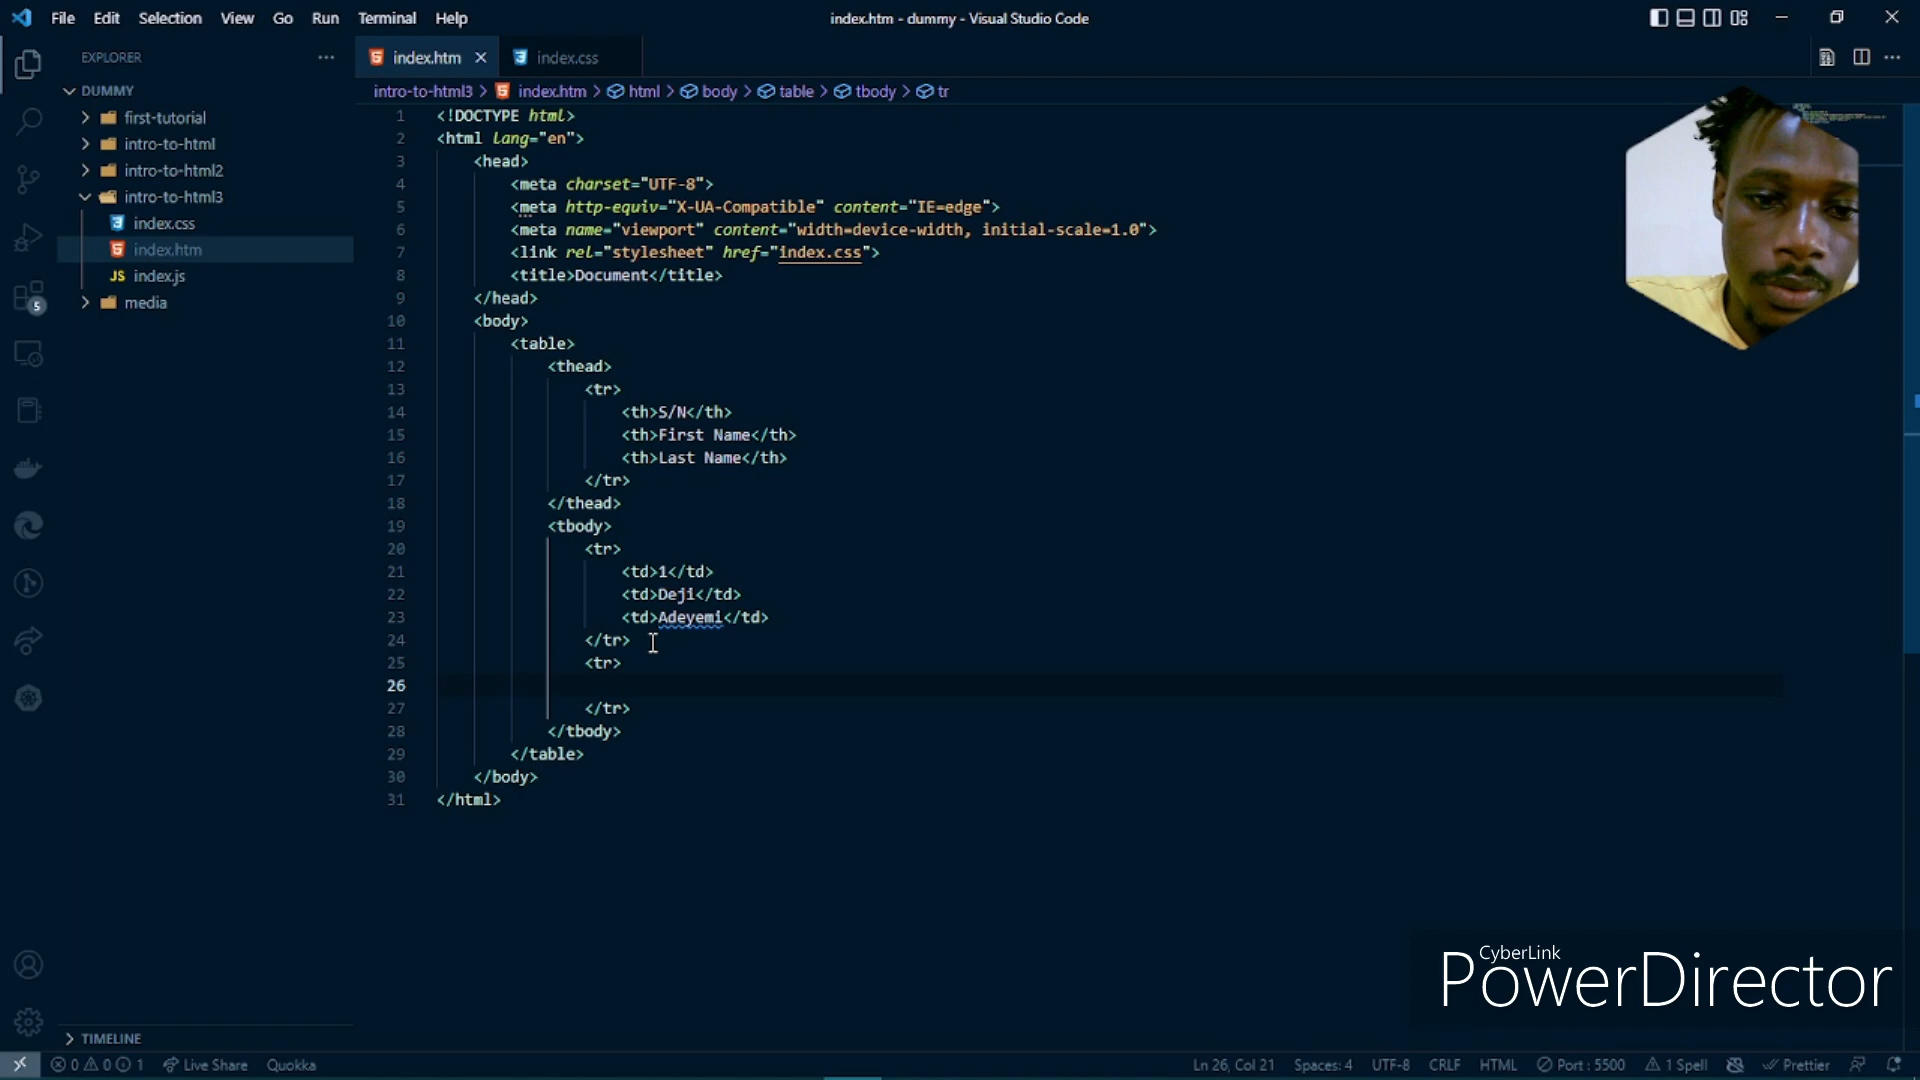 File Edit Selection View Go Run Terminal Help
index.htm - dummy - Visual Studio Code
EXPLORER
index.htm
index.css
DUMMY
first-tutorial
intro-to-html
intro-to-html2
intro-to-html3
index.css
index.htm
JS index.js
media
5
intro-to-html3 > index.htm > html > body > table > tbody > tr
1 <!DOCTYPE html>
2 <html lang="en">
3 <head>
4 <meta charset="UTF-8">
5 <meta http-equiv="X-UA-Compatible" content="IE=edge">
6 <meta name="viewport" content="width=device-width, initial-scale=1.0">
7 <link rel="stylesheet" href="index.css">
8 <title>Document</title>
9 </head>
10 <body>
11 <table>
12 <thead>
13 <tr>
14 <th>S/N</th>
15 <th>First Name</th>
16 <th>Last Name</th>
17 </tr>
18 </thead>
19 <tbody>
20 <tr>
21 <td>1</td>
22 <td>Deji</td>
23 <td>Adeyemi</td>
24 </tr>
25 <tr>
26
27 </tr>
28 </tbody>
29 </table>
30 </body>
31 </html>
CyberLink
PowerDirector
TIMELINE
0 0 1 Live Share Quokka
Ln 26, Col 21 Spaces: 4 UTF-8 CRLF HTML Port : 5500 1 Spell Prettier